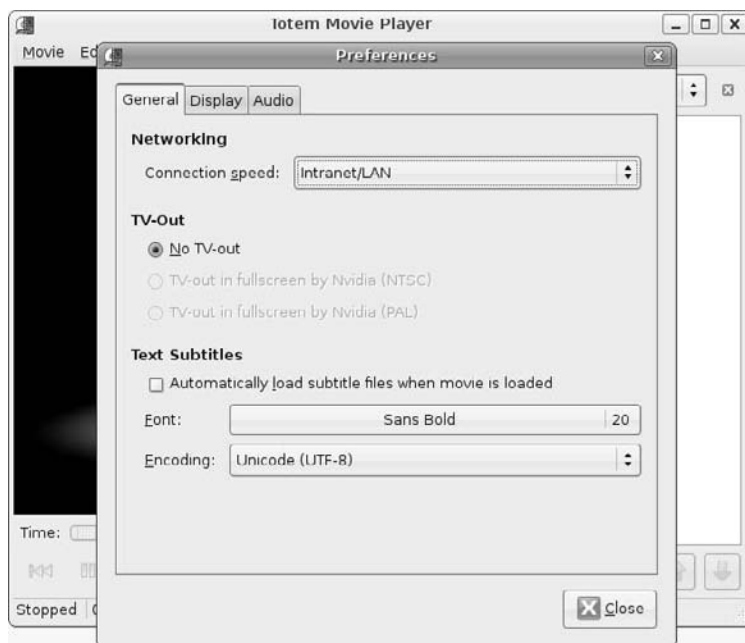 Totem Movie Player
Movie Ed
Preferences
General Display Audio
Networking
Connection speed: Intranet/LAN
TV-Out
No TV-out
TV-out in fullscreen by Nvidia (NTSC)
TV-out in fullscreen by Nvidia (PAL)
Text Subtitles
Automatically load subtitle files when movie is loaded
Font: Sans Bold 20
Encoding: Unicode (UTF-8)
Time:
Stopped
Close